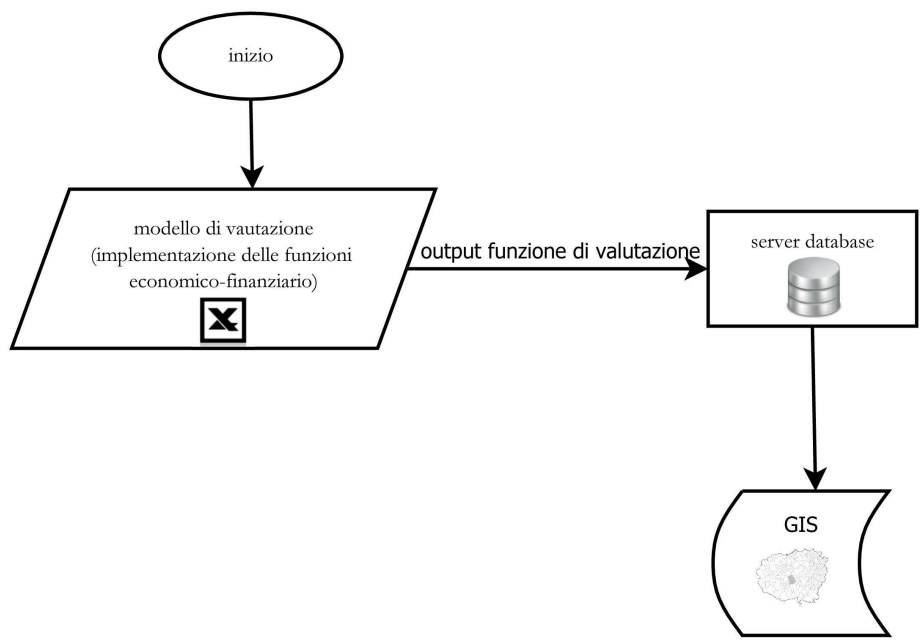 inizio
modello di vautazione
(implementazione delle funzioni
economico-finanziario)
output funzione di valutazione
server database
GIS